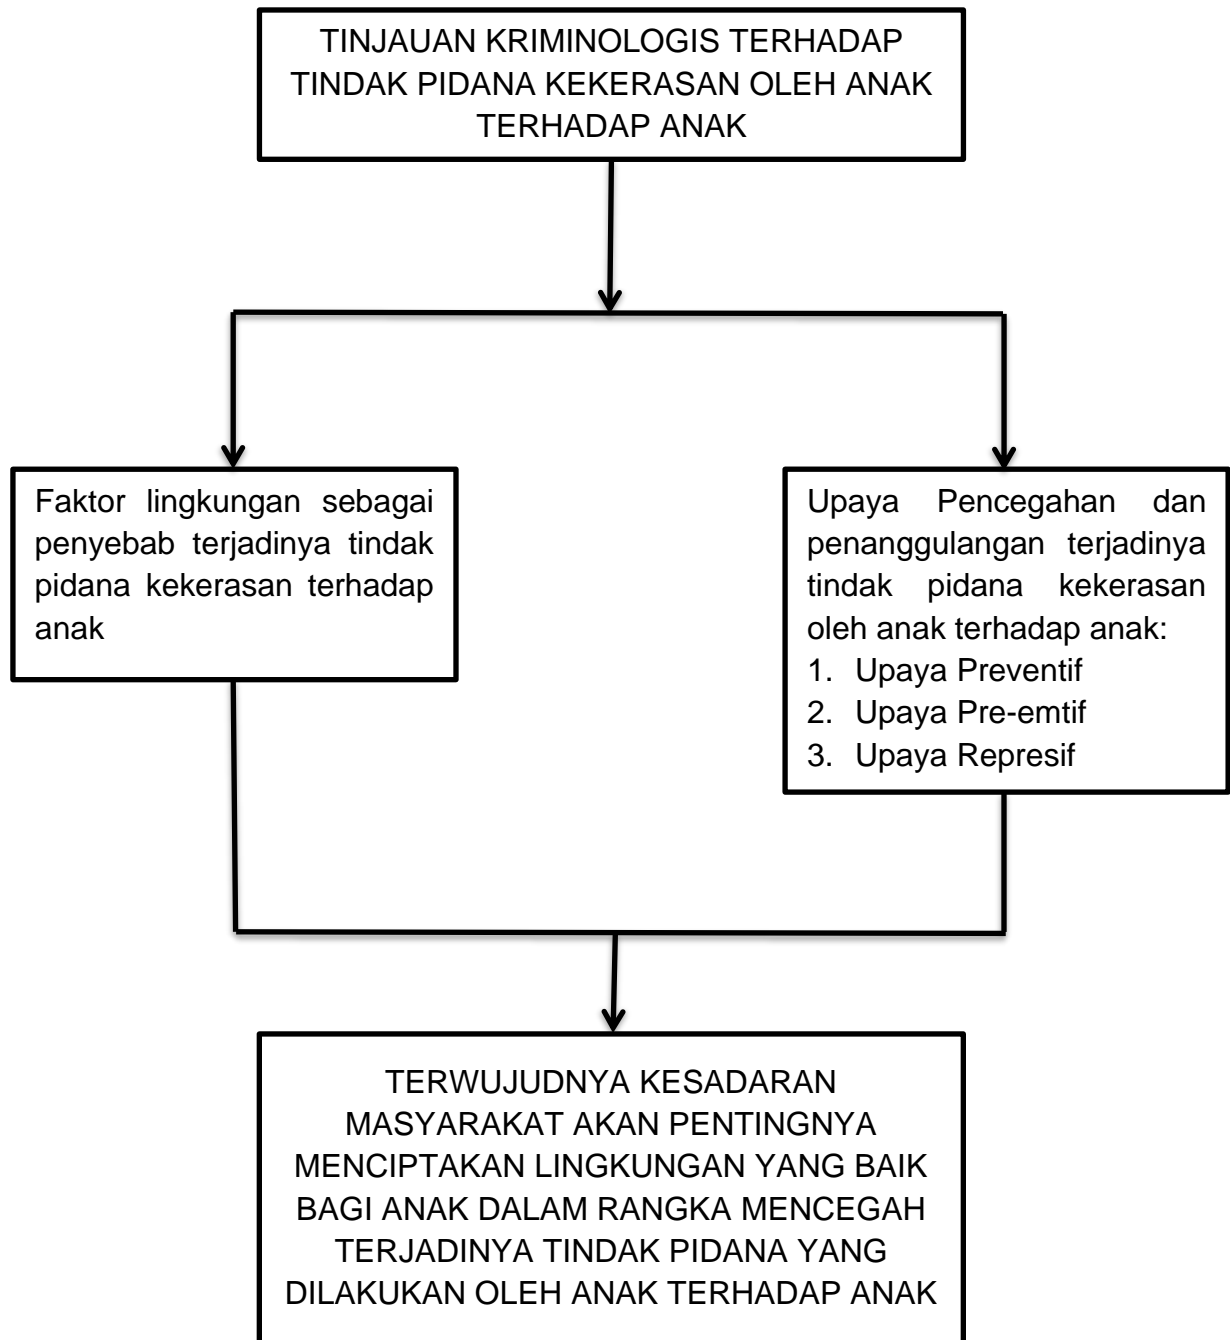 TINJAUAN KRIMINOLOGIS TERHADAP
TINDAK PIDANA KEKERASAN OLEH ANAK
TERHADAP ANAK
Faktor lingkungan sebagai
penyebab terjadinya tindak
pidana kekerasan terhadap
anak
Upaya Pencegahan dan
penanggulangan terjadinya
tindak pidana kekerasan
oleh anak terhadap anak:
1. Upaya Preventif
2. Upaya Pre-emtif
3. Upaya Represif
TERWUJUDNYA KESADARAN
MASYARAKAT AKAN PENTINGNYA
MENCIPTAKAN LINGKUNGAN YANG BAIK
BAGI ANAK DALAM RANGKA MENCEGAH
TERJADINYA TINDAK PIDANA YANG
DILAKUKAN OLEH ANAK TERHADAP ANAK